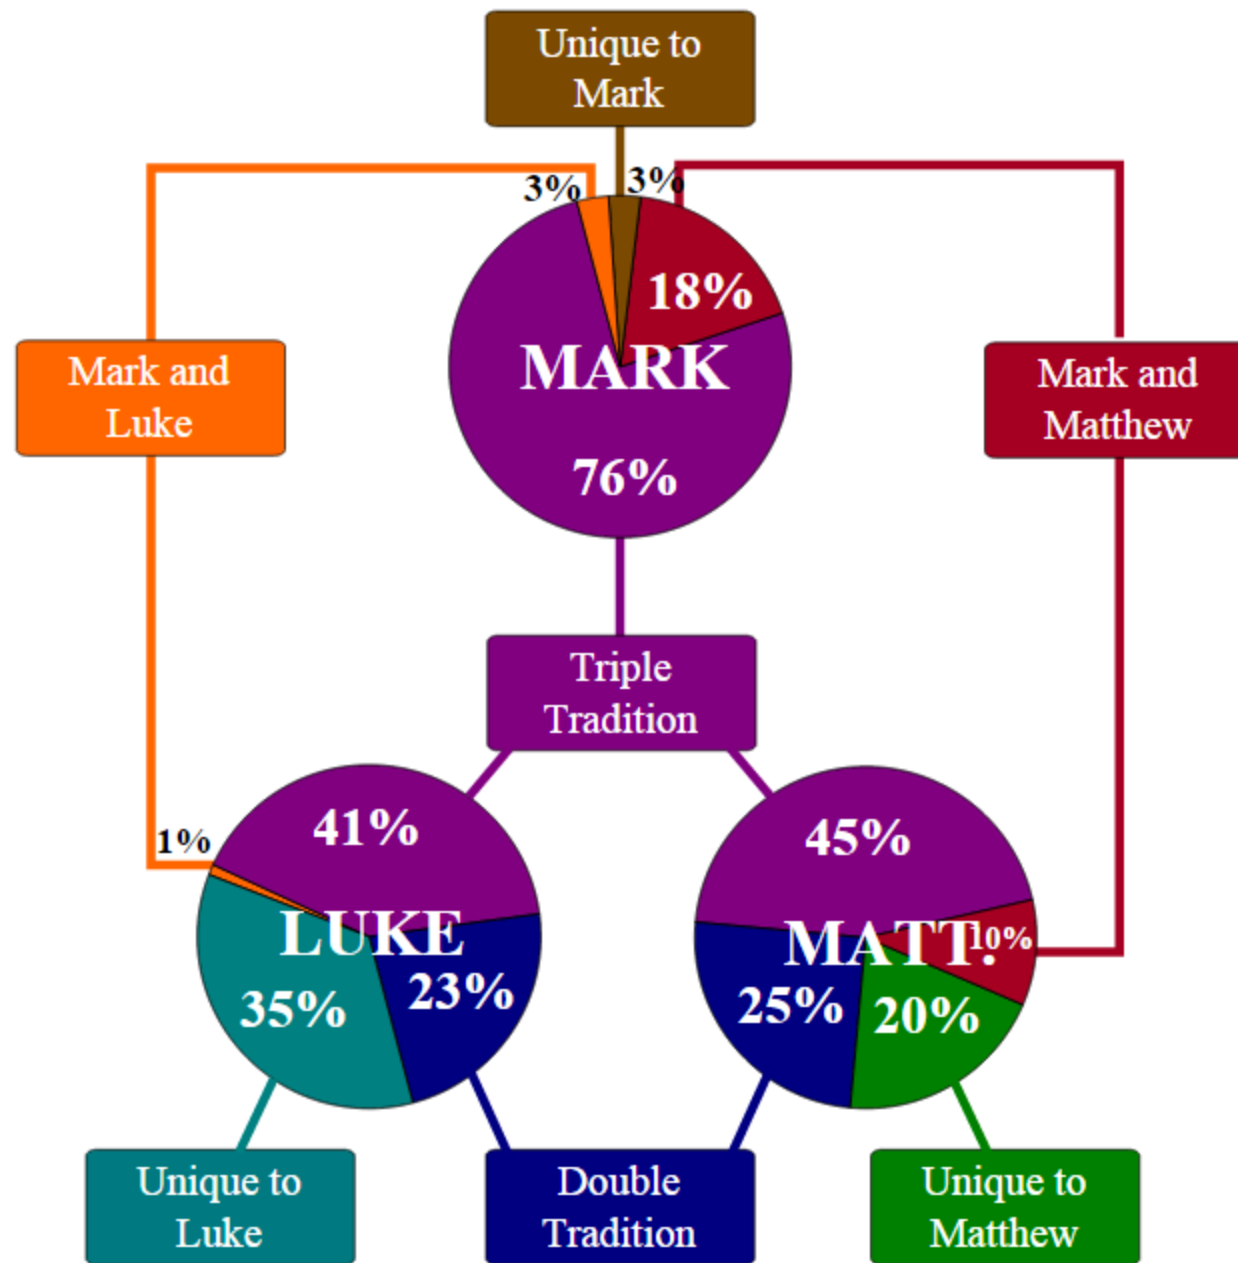 Unique to
Mark
3%
3%
18%
MARK
76%
Mark and
Luke
Mark and
Matthew
Triple
Tradition
41%
1%
LUKE
23%
35%
45%
MATT.
10%
25%
20%
Unique to
Luke
Double
Tradition
Unique to
Matthew